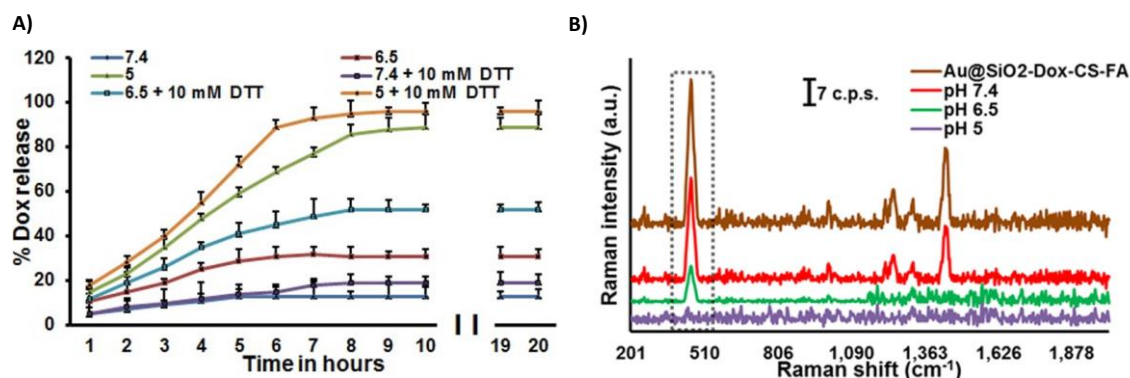 A)
120
100
80
60
40
20
0
% Dox release
7.4
6.5
5
7.4 + 10 mM DTT
6.5 + 10 mM DTT
5 + 10 mM DTT
1 2 3 4 5 6 7 8 9 10 19 20
Time in hours
B)
Raman intensity (a.u.)
7 c.p.s.
Au@SiO2-Dox-CS-FA
pH 7.4
pH 6.5
pH 5
201 510 806 1,090 1,363 1,626 1,878
Raman shift (cm⁻¹)